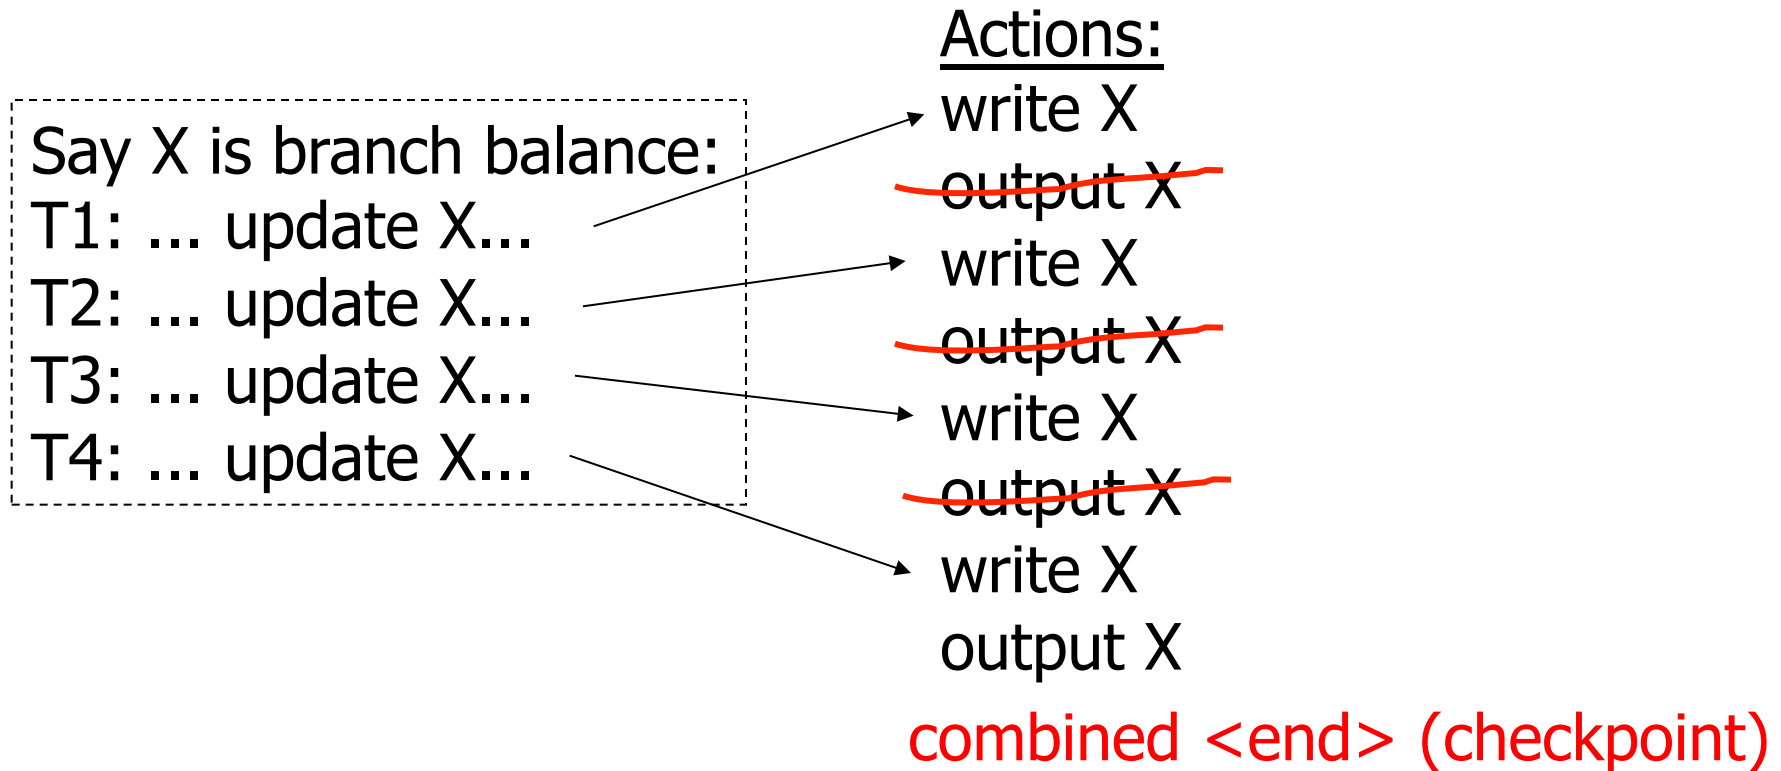 Say X is branch balance:
T1: ... update X...
T2: ... update X...
T3: ... update X...
T4: ... update X...
Actions:
write X
output X
write X
output X
write X
output X
write X
output X
combined <end> (checkpoint)